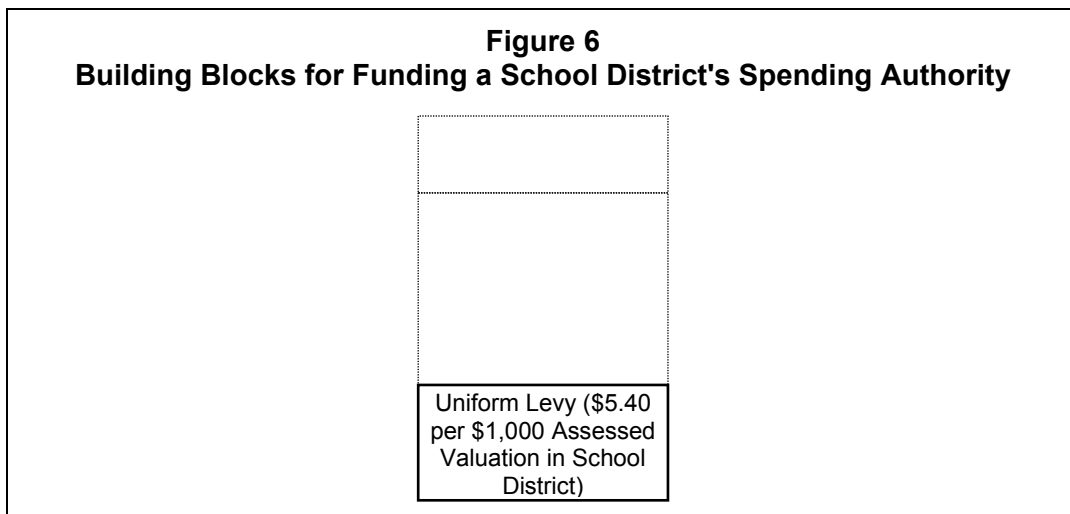 Figure 6
Building Blocks for Funding a School District's Spending Authority
Uniform Levy ($5.40
per $1,000 Assessed
Valuation in School
District)